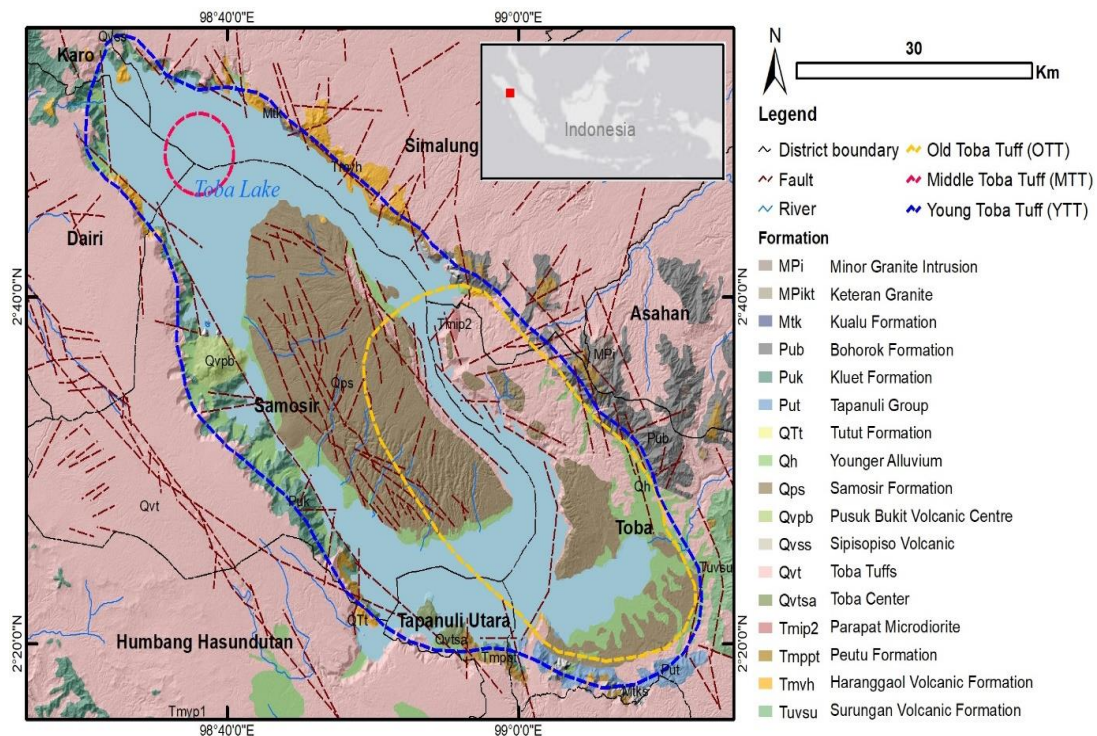 98°40'0"E
99°0'0"E
Karo
Qvss
Mtk
Simalung
Tmvh
Toba Lake
Indonesia
Dairi
2°40'0"N
2°40'0"N
Tmip2
Asahan
MPi
Qvpb
Qps
Samosir
Pub
Qvt
Puk
Qh
Toba
Tuvsu
QTt
Tapanuli Utara
Qvtsa
Humbang Hasundutan
Tmppt
Put
2°20'0"N
2°20'0"N
Mtks
Tmvp1
98°40'0"E
99°0'0"E
N
30
Km
Legend
District boundary
Fault
River
Old Toba Tuff (OTT)
Middle Toba Tuff (MTT)
Young Toba Tuff (YTT)
Formation
MPi Minor Granite Intrusion
MPikt Keteran Granite
Mtk Kualu Formation
Pub Bohorok Formation
Puk Kluet Formation
Put Tapanuli Group
QTt Tutut Formation
Qh Younger Alluvium
Qps Samosir Formation
Qvpb Pusuk Bukit Volcanic Centre
Qvss Sipisopiso Volcanic
Qvt Toba Tuffs
Qvtsa Toba Center
Tmip2 Parapat Microdiorite
Tmppt Peutu Formation
Tmvh Haranggaol Volcanic Formation
Tuvsu Surungan Volcanic Formation